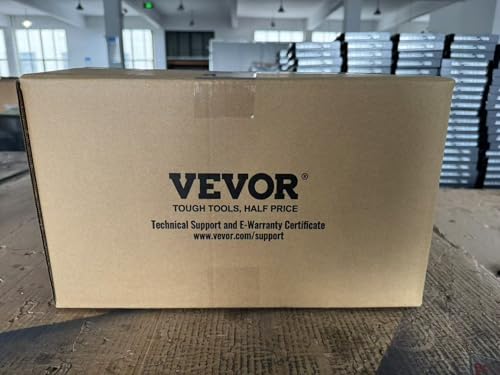 VEVOR®
TOUGH TOOLS, HALF PRICE
Technical Support and E-Warranty Certificate
www.vevor.com/support